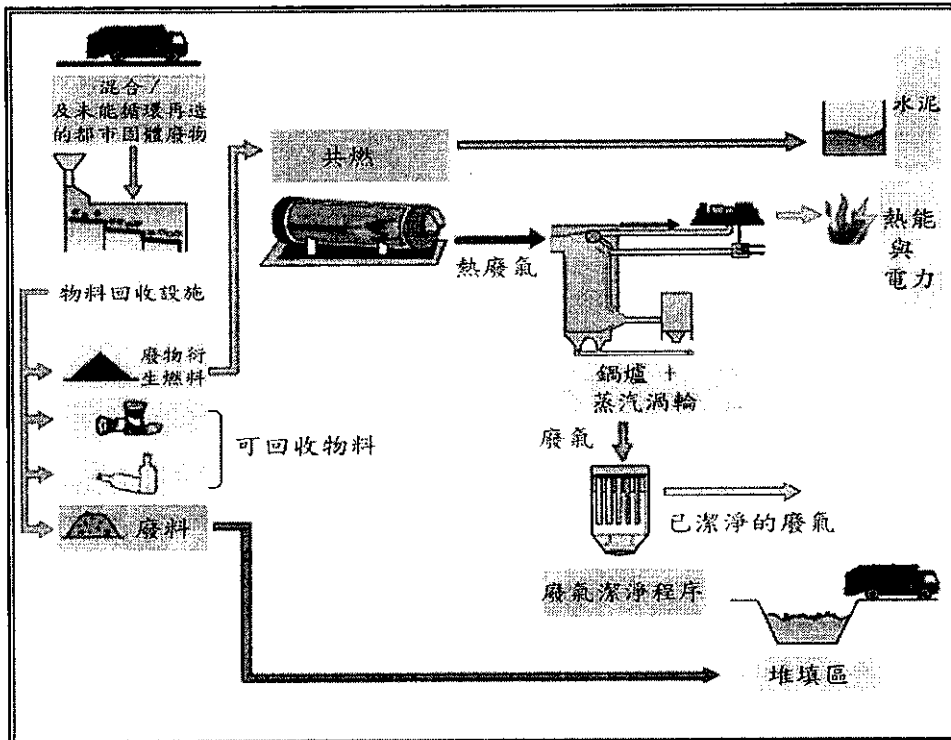 混合/
及未能循環再造
的都市固體廢物
水泥
共燃
熱能
與
電力
熱廢氣
物料回收設施
廢物衍
生燃料
鍋爐 +
蒸汽渦輪
可回收物料
廢氣
廢料
已潔淨的廢氣
廢氣潔淨程序
堆填區